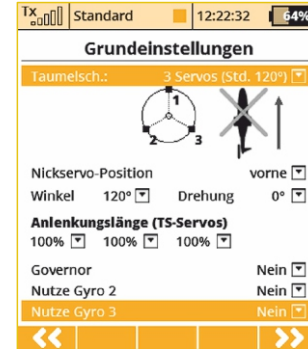 Tx Standard 12:22:32 64%
Grundeinstellungen
Taumelsch.: 3 Servos (Std. 120°)
1
2 3
Nickservo-Position vorne
Winkel 120° Drehung 0°
Anlenkungslänge (TS-Servos)
100% 100% 100%
Governor Nein
Nutze Gyro 2 Nein
Nutze Gyro 3 Nein